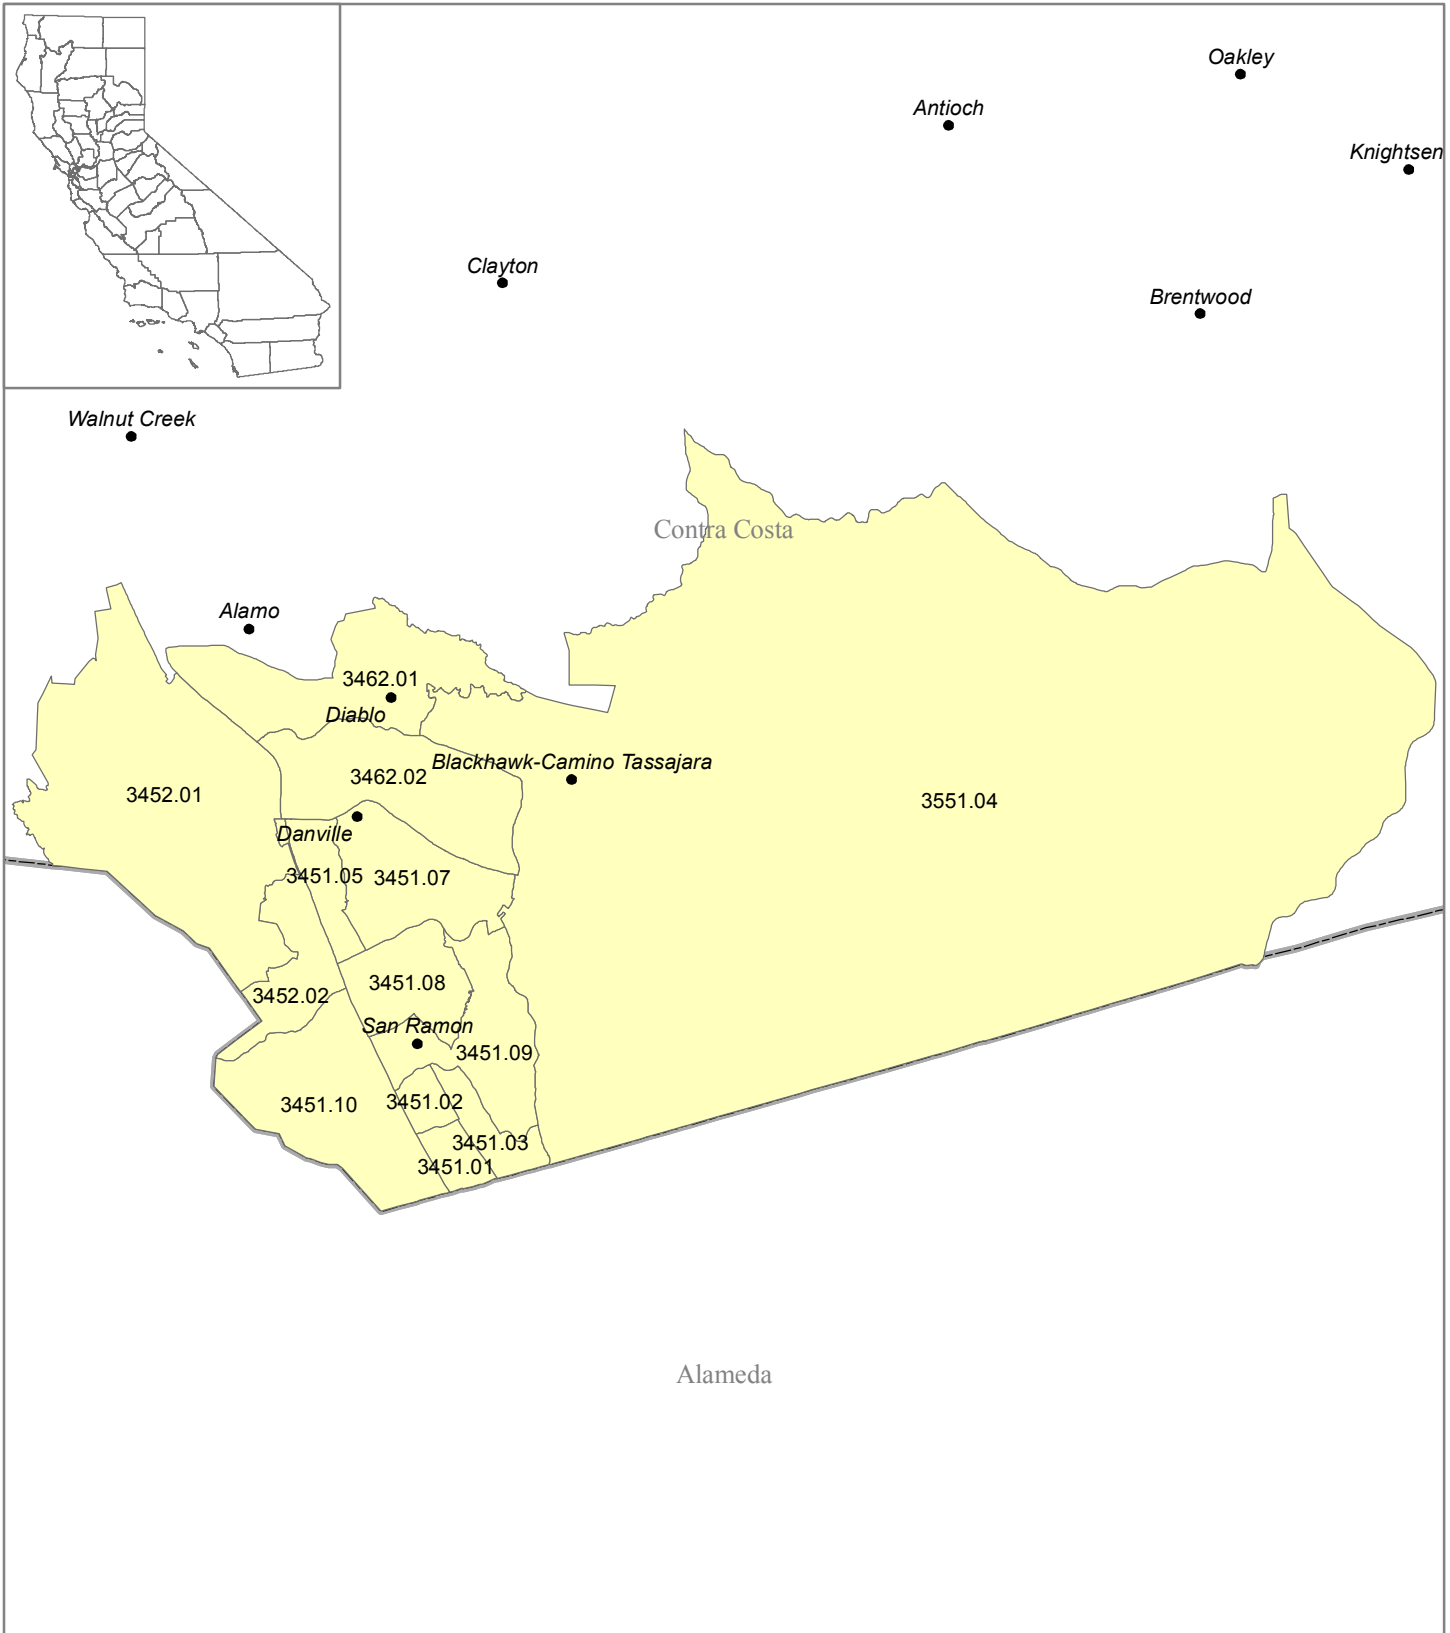 Oakley
Antioch
Knightsen
Clayton
Brentwood
Walnut Creek
Contra Costa
Alamo
3462.01
Diablo
Blackhawk-Camino Tassajara
3462.02
3452.01
3551.04
Danville
3451.05
3451.07
3451.08
3452.02
San Ramon
3451.09
3451.10
3451.02
3451.03
3451.01
Alameda